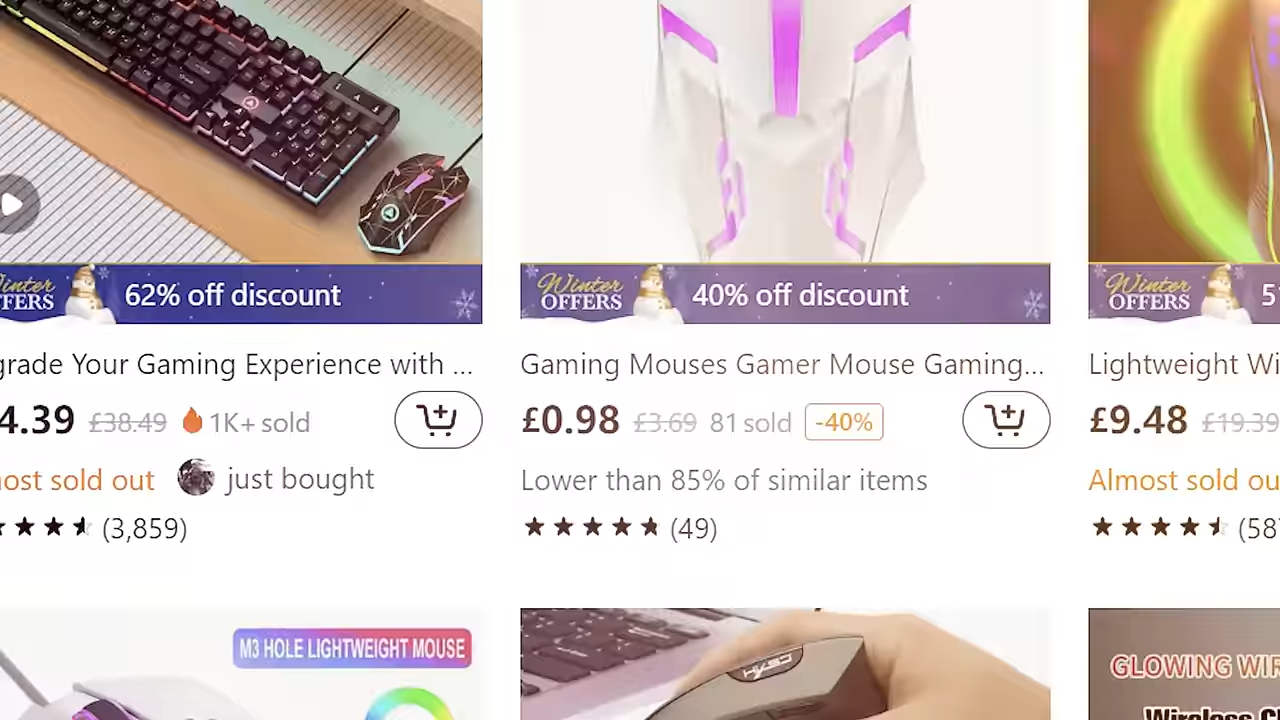 Winter
OFFERS
62% off discount
Winter
OFFERS
40% off discount
Winter
OFFERS
grade Your Gaming Experience with ...
Gaming Mouses Gamer Mouse Gaming...
Lightweight Wi
4.39 £38.49 1K+ sold
£0.98 £3.69 81 sold -40%
£9.48 £19.39
ost sold out just bought
Lower than 85% of similar items
Almost sold ou
(3,859)
(49)
(58
M3 HOLE LIGHTWEIGHT MOUSE
HXSJ
GLOWING WIR
Wireless